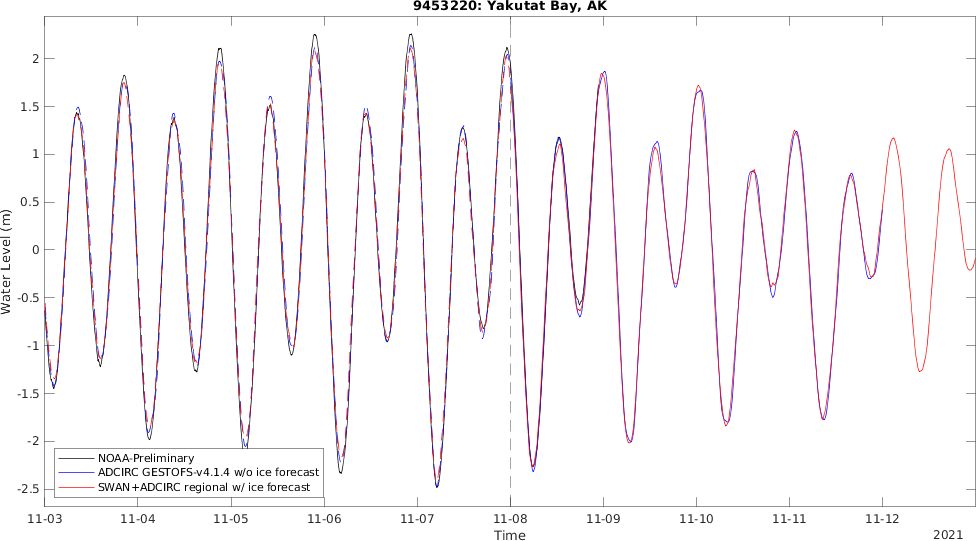 9453220: Yakutat Bay, AK
Water Level (m)
2
1.5
1
0.5
0
-0.5
-1
-1.5
-2
-2.5
NOAA-Preliminary
ADCIRC GESTOFS-v4.1.4 w/o ice forecast
SWAN+ADCIRC regional w/ ice forecast
11-03 11-04 11-05 11-06 11-07 11-08 11-09 11-10 11-11 11-12
Time
2021